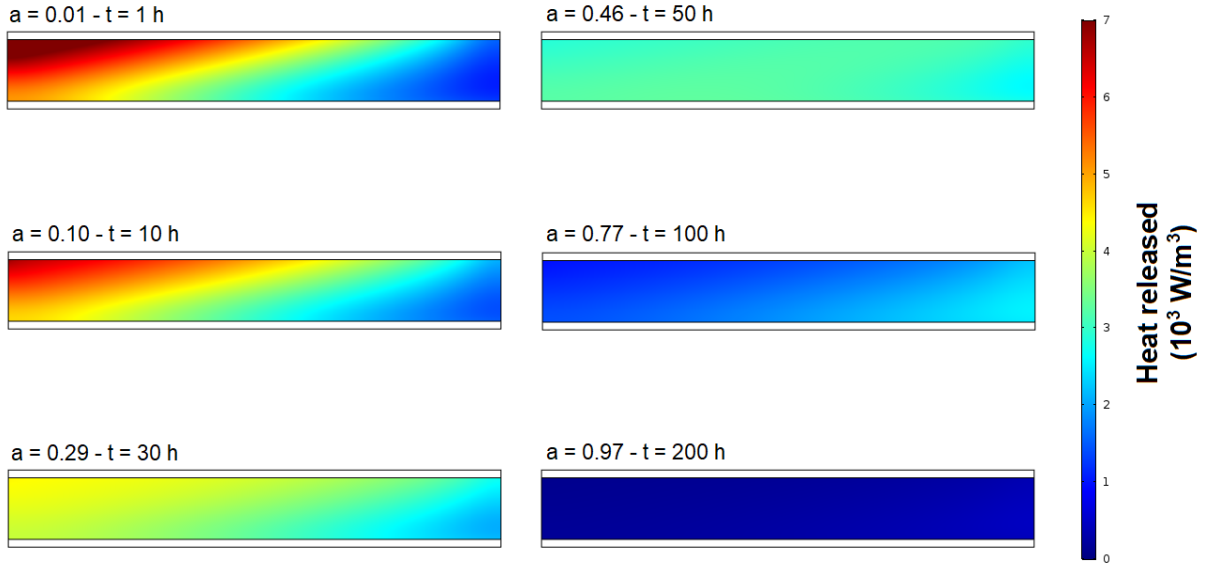 a = 0.01 - t = 1 h
a = 0.46 - t = 50 h
a = 0.10 - t = 10 h
a = 0.77 - t = 100 h
a = 0.29 - t = 30 h
a = 0.97 - t = 200 h
7
6
5
4
3
2
1
0
Heat released
(10³ W/m³)